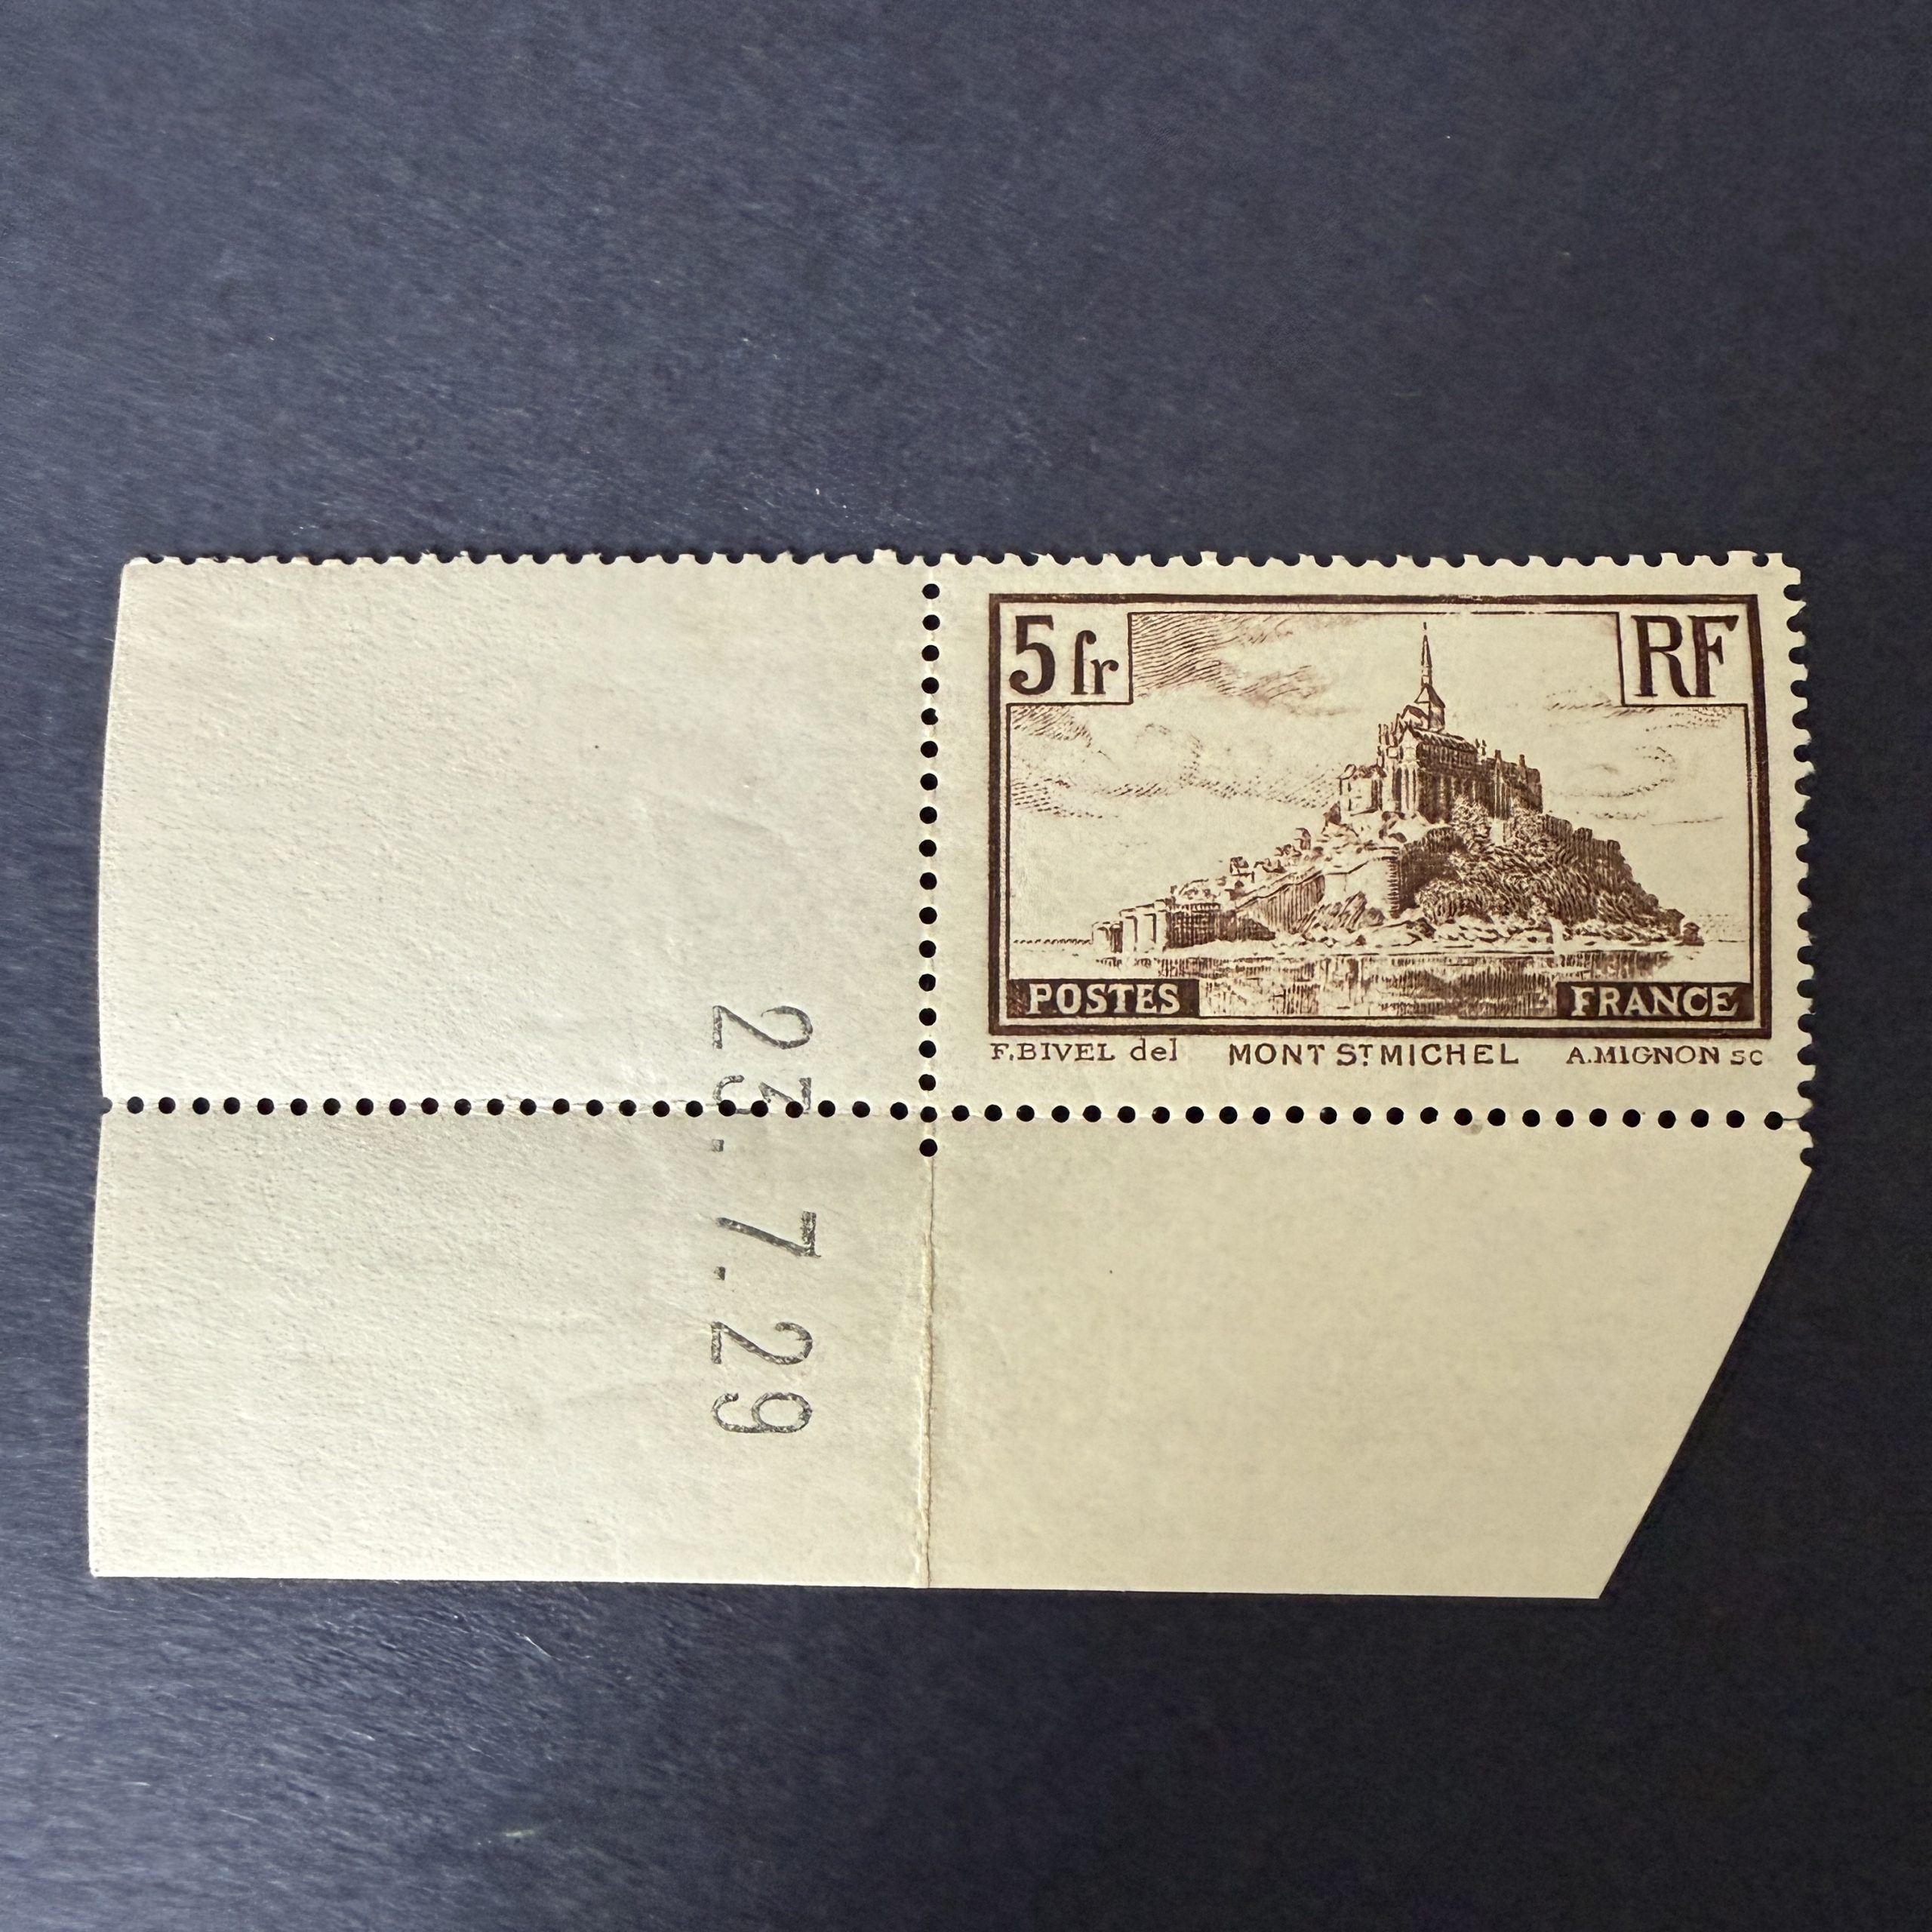 5 fr
RF
POSTES
FRANCE
F.BIVEL del MONT ST MICHEL A.MIGNON SC
23.7.29